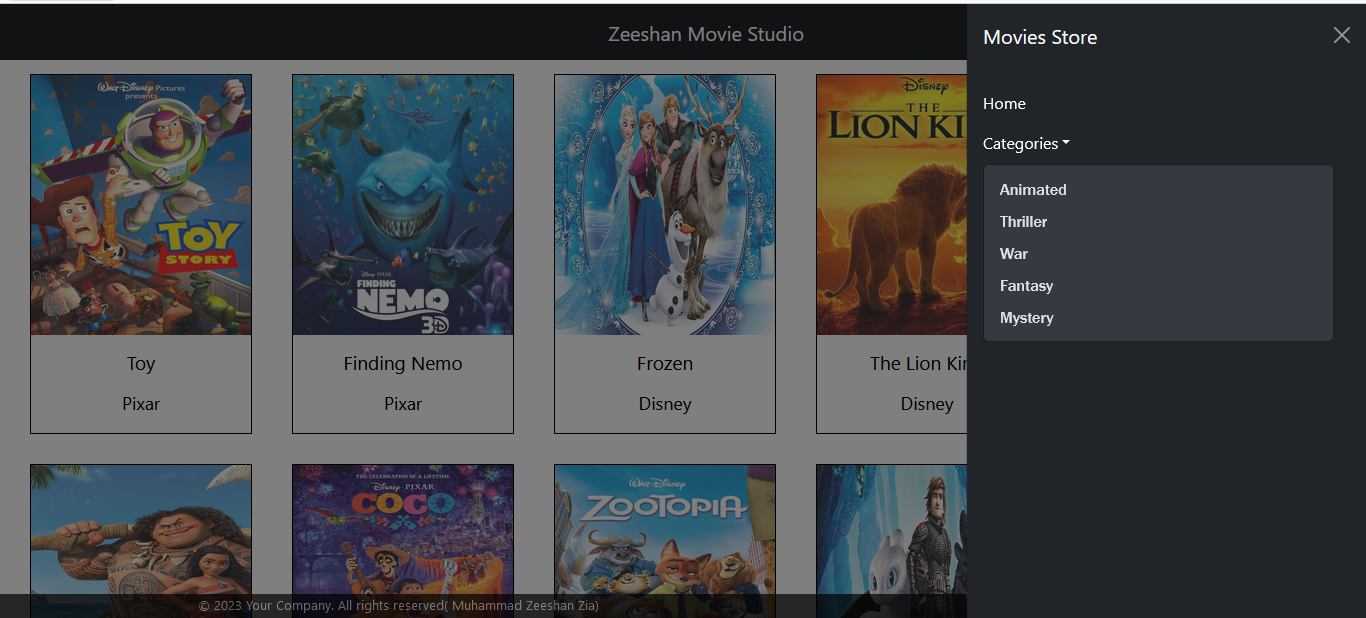 Zeeshan Movie Studio
Movies Store
Home
Categories
Animated
Thriller
War
Fantasy
Mystery
WALT DISNEY Pictures
presents
TOY
STORY
DISNEY PIXAR
FINDING
NEMO
3D
DISNEY
THE
LION KI
Toy
Pixar
Finding Nemo
Pixar
Frozen
Disney
The Lion Kin
Disney
THE CELEBRATION OF A LIFETIME
Disney · PIXAR
COCO
WALT DISNEY
ZOOTOPIA
© 2023 Your Company. All rights reserved( Muhammad Zeeshan Zia)